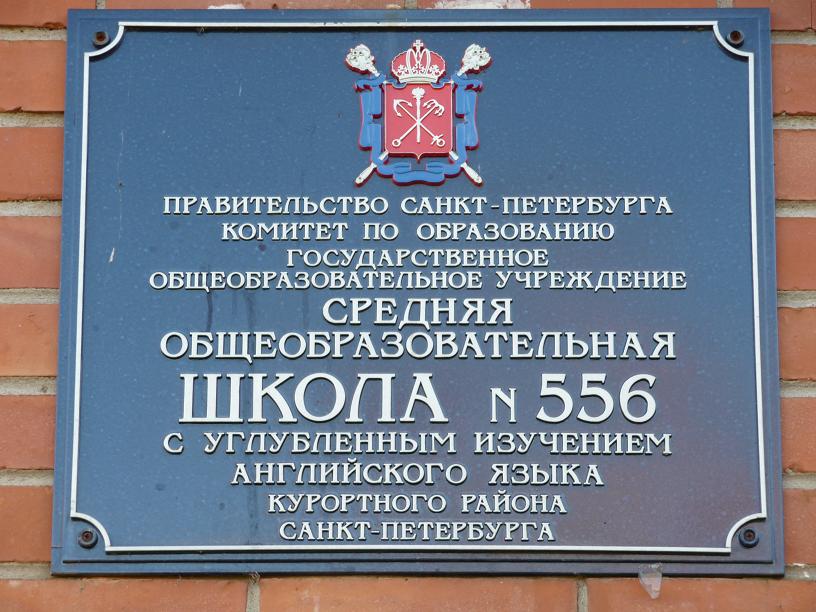 ПРАВИТЕЛЬСТВО САНКТ-ПЕТЕРБУРГА
КОМИТЕТ ПО ОБРАЗОВАНИЮ
ГОСУДАРСТВЕННОЕ
ОБЩЕОБРАЗОВАТЕЛЬНОЕ УЧРЕЖДЕНИЕ
СРЕДНЯЯ
ОБЩЕОБРАЗОВАТЕЛЬНАЯ
ШКОЛА N 556
С УГЛУБЛЕННЫМ ИЗУЧЕНИЕМ
АНГЛИЙСКОГО ЯЗЫКА
КУРОРТНОГО РАЙОНА
САНКТ-ПЕТЕРБУРГА